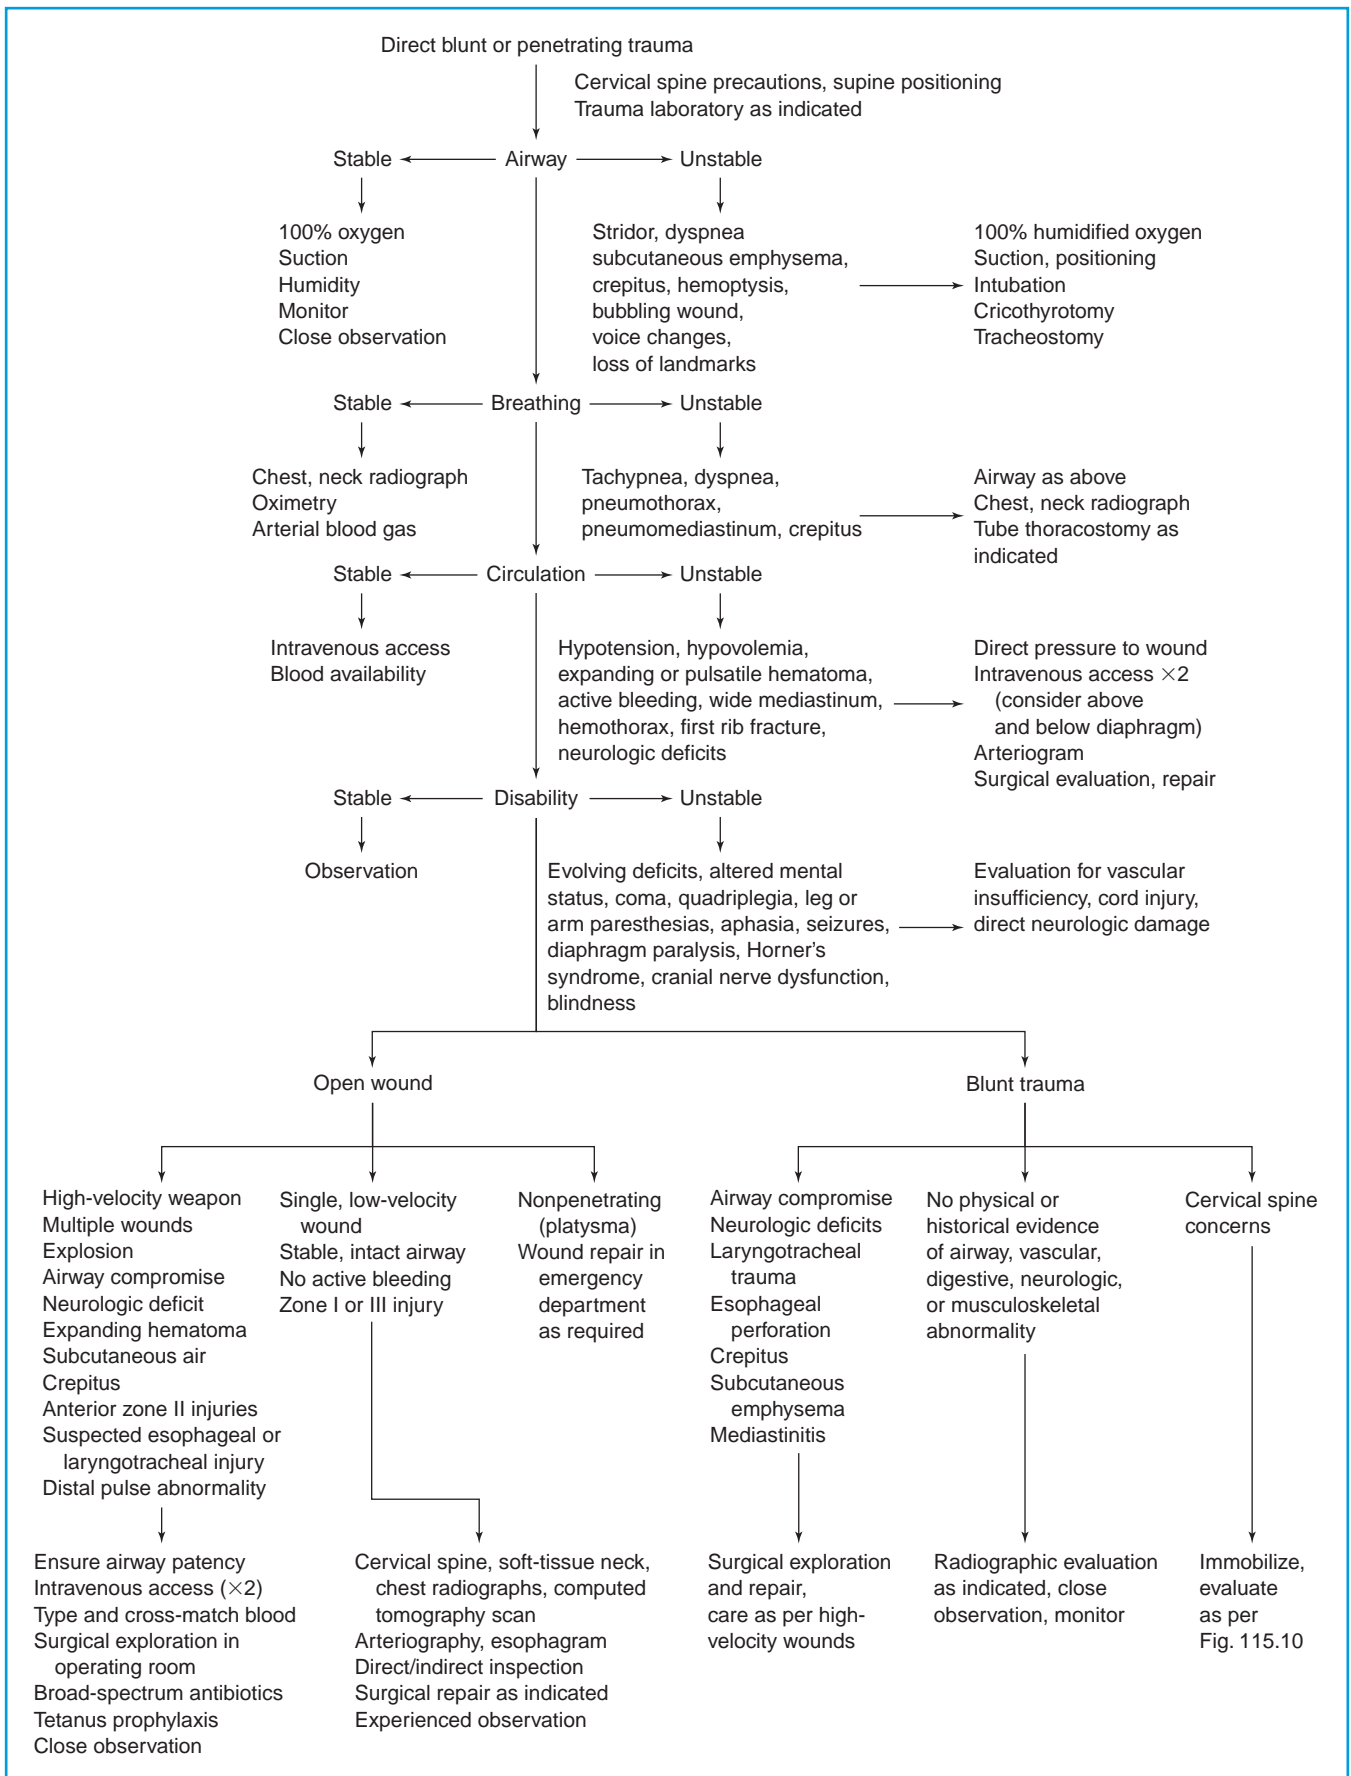 Direct blunt or penetrating trauma
Cervical spine precautions, supine positioning
Trauma laboratory as indicated
Stable
Airway
Unstable
100% oxygen
Suction
Humidity
Monitor
Close observation
Stridor, dyspnea
subcutaneous emphysema,
crepitus, hemoptysis,
bubbling wound,
voice changes,
loss of landmarks
100% humidified oxygen
Suction, positioning
Intubation
Cricothyrotomy
Tracheostomy
Stable
Breathing
Unstable
Chest, neck radiograph
Oximetry
Arterial blood gas
Tachypnea, dyspnea,
pneumothorax,
pneumomediastinum, crepitus
Airway as above
Chest, neck radiograph
Tube thoracostomy as
indicated
Stable
Circulation
Unstable
Intravenous access
Blood availability
Hypotension, hypovolemia,
expanding or pulsatile hematoma,
active bleeding, wide mediastinum,
hemothorax, first rib fracture,
neurologic deficits
Direct pressure to wound
Intravenous access ×2
(consider above
and below diaphragm)
Arteriogram
Surgical evaluation, repair
Stable
Disability
Unstable
Observation
Evolving deficits, altered mental
status, coma, quadriplegia, leg or
arm paresthesias, aphasia, seizures,
diaphragm paralysis, Horner's
syndrome, cranial nerve dysfunction,
blindness
Evaluation for vascular
insufficiency, cord injury,
direct neurologic damage
Open wound
Blunt trauma
High-velocity weapon
Multiple wounds
Explosion
Airway compromise
Neurologic deficit
Expanding hematoma
Subcutaneous air
Crepitus
Anterior zone II injuries
Suspected esophageal or
laryngotracheal injury
Distal pulse abnormality
Single, low-velocity
wound
Stable, intact airway
No active bleeding
Zone I or III injury
Nonpenetrating
(platysma)
Wound repair in
emergency
department
as required
Airway compromise
Neurologic deficits
Laryngotracheal
trauma
Esophageal
perforation
Crepitus
Subcutaneous
emphysema
Mediastinitis
No physical or
historical evidence
of airway, vascular,
digestive, neurologic,
or musculoskeletal
abnormality
Cervical spine
concerns
Ensure airway patency
Intravenous access (×2)
Type and cross-match blood
Surgical exploration in
operating room
Broad-spectrum antibiotics
Tetanus prophylaxis
Close observation
Cervical spine, soft-tissue neck,
chest radiographs, computed
tomography scan
Arteriography, esophagram
Direct/indirect inspection
Surgical repair as indicated
Experienced observation
Surgical exploration
and repair,
care as per high-
velocity wounds
Radiographic evaluation
as indicated, close
observation, monitor
Immobilize,
evaluate
as per
Fig. 115.10